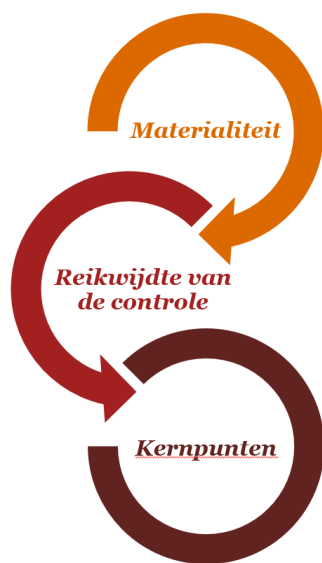 Materialiteit
Reikwijdte van
de controle
Kernpunten